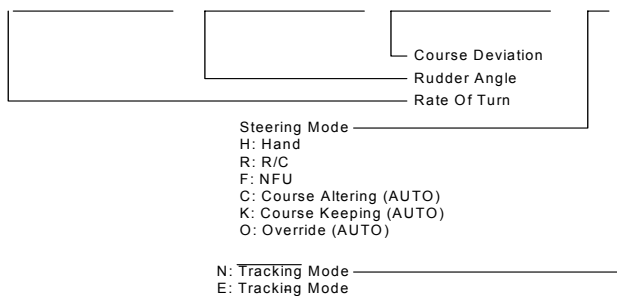 Course Deviation
Rudder Angle
Rate Of Turn
Steering Mode
H: Hand
R: R/C
F: NFU
C: Course Altering (AUTO)
K: Course Keeping (AUTO)
O: Override (AUTO)
N: Tracking Mode
E: Tracking Mode